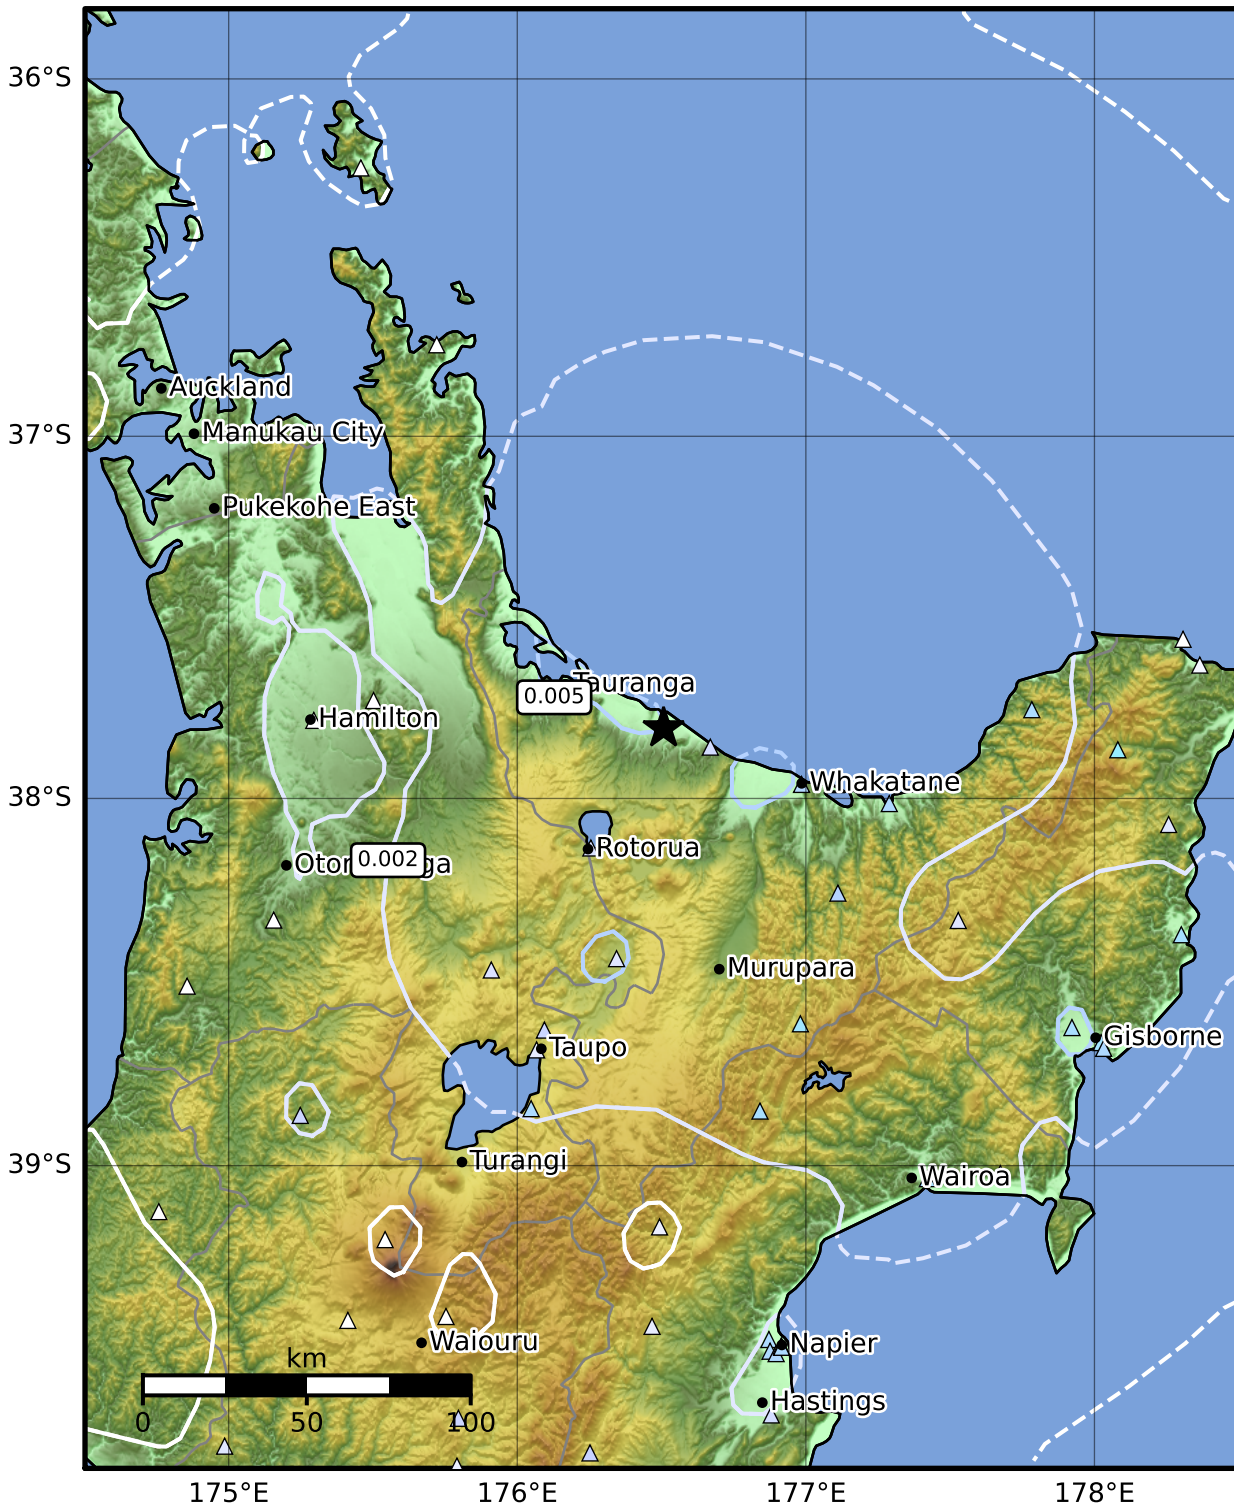 36°S
Auckland
37°S
Manukau City
Pukekohe East
Tauranga
0.005
Hamilton
Whakatane
38°S
Rotorua
0.002
Murupara
Gisborne
Taupo
39°S
Turangi
Wairoa
Waiouru
Napier
km
Hastings
0 50 100
175°E 176°E 177°E 178°E